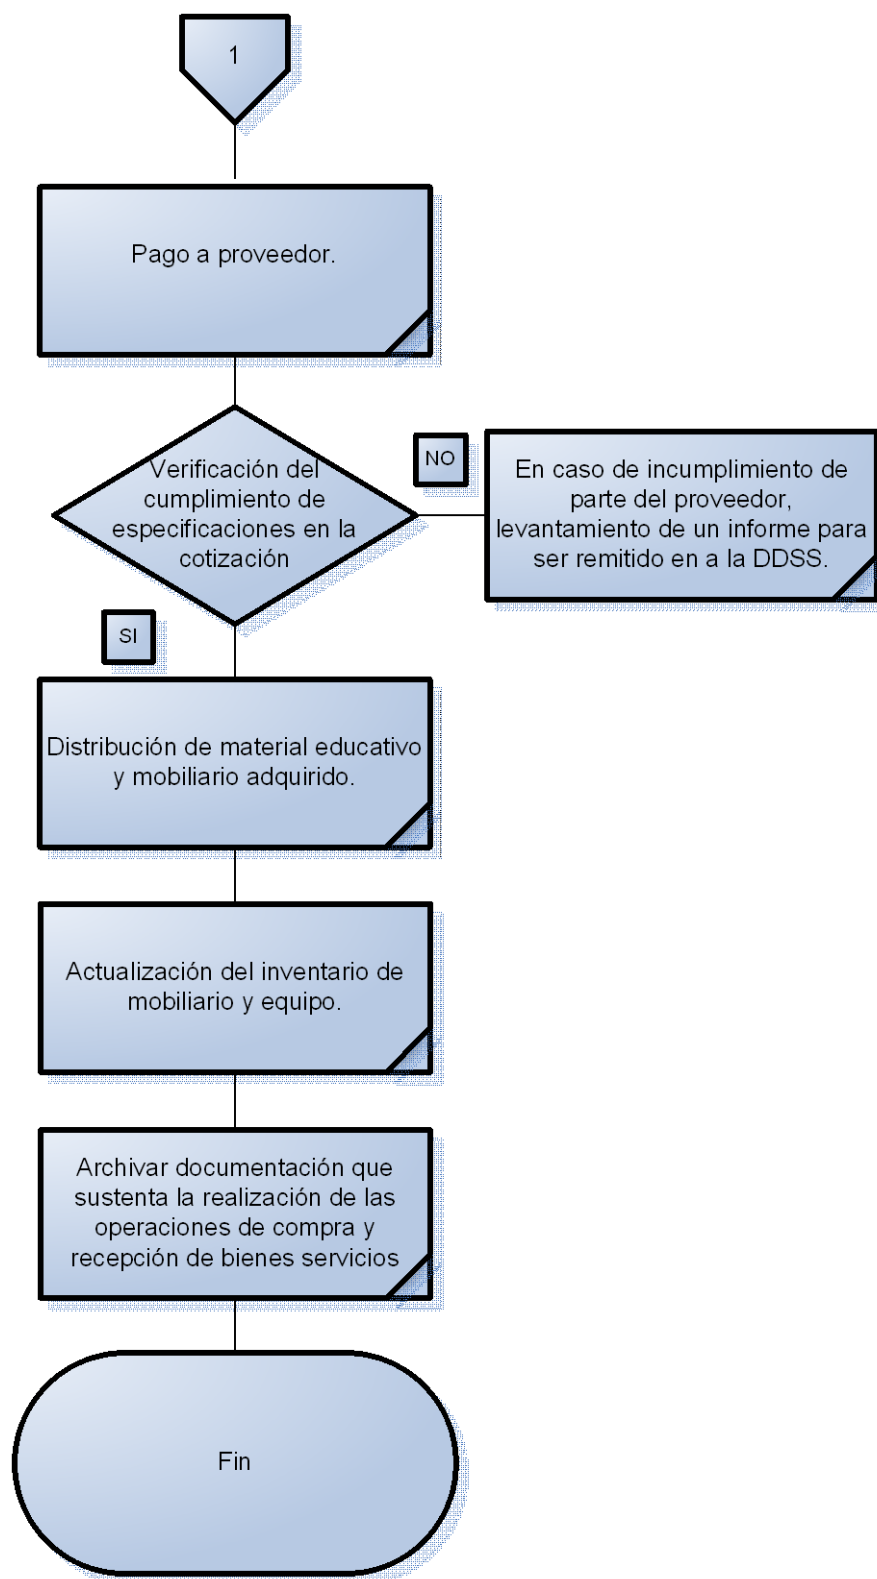 1
Pago a proveedor.
Verificación del
cumplimiento de
especificaciones en la
cotización
NO
En caso de incumplimiento de
parte del proveedor,
levantamiento de un informe para
ser remitido en a la DDSS.
SI
Distribución de material educativo
y mobiliario adquirido.
Actualización del inventario de
mobiliario y equipo.
Archivar documentación que
sustenta la realización de las
operaciones de compra y
recepción de bienes servicios
Fin